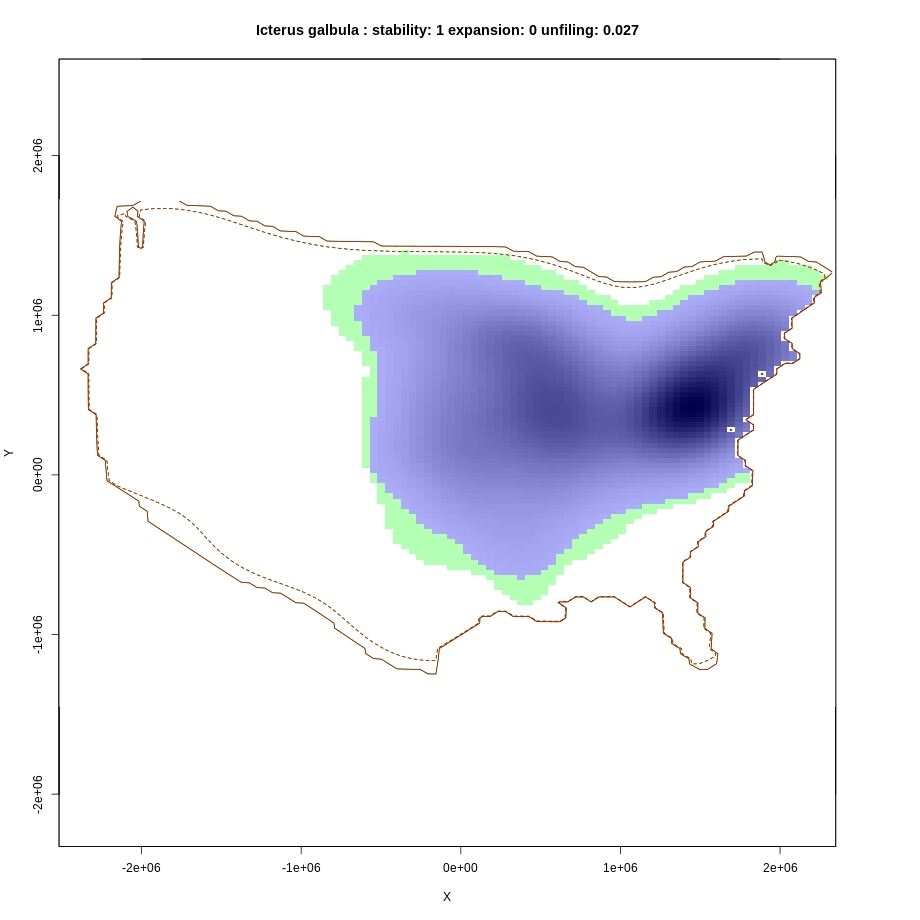 Icterus galbula : stability: 1 expansion: 0 unfiling: 0.027
2e+06
1e+06
0e+00
-1e+06
-2e+06
Y
-2e+06 -1e+06 0e+00 1e+06 2e+06
X